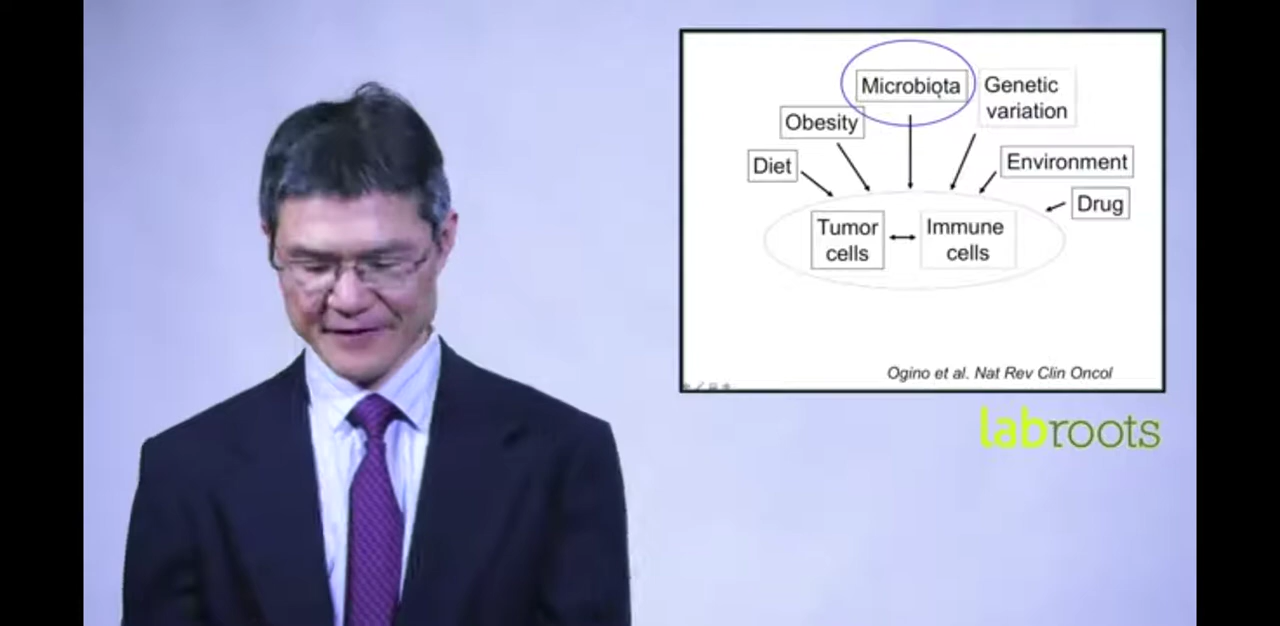 Microbiota
Genetic
variation
Obesity
Diet
Environment
Drug
Tumor
cells
Immune
cells
Ogino et al. Nat Rev Clin Oncol
labroots